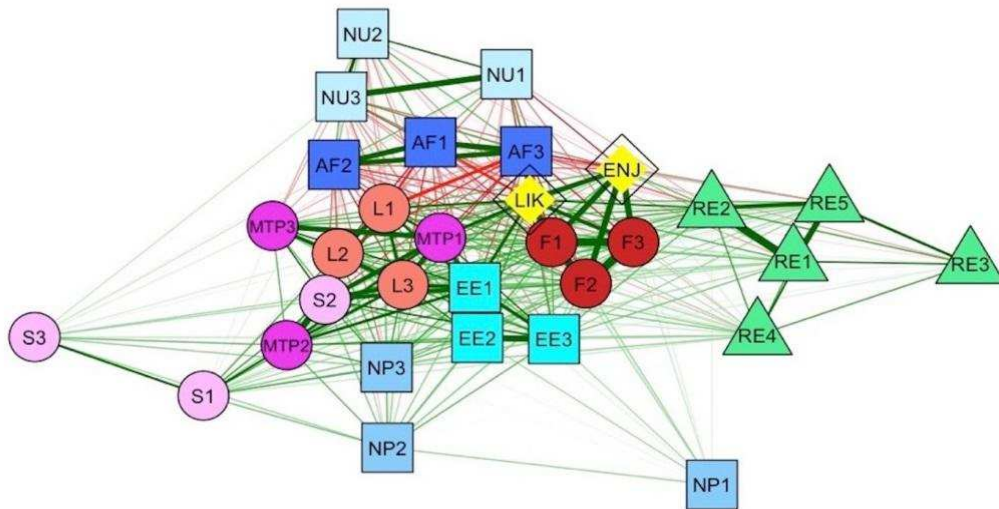 NU2
NU1
NU3
AF1
AF2
AF3
ENJ
LIK
RE2
RE5
L1
MTP3
MTP1
F1
F3
L2
RE1
RE3
L3
EE1
F2
S2
S3
MTP2
EE2
EE3
RE4
NP3
S1
NP2
NP1